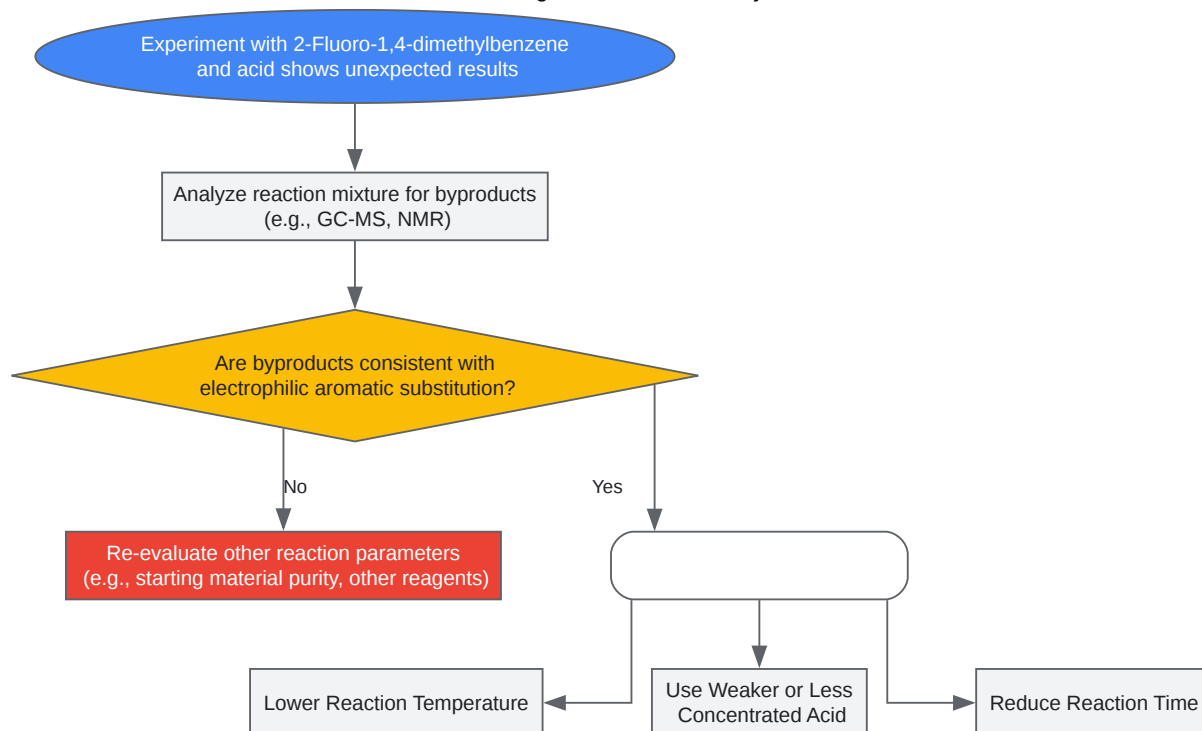 Experiment with 2-Fluoro-1,4-dimethylbenzene
and acid shows unexpected results
Analyze reaction mixture for byproducts
(e.g., GC-MS, NMR)
Are byproducts consistent with
electrophilic aromatic substitution?
No
Yes
Re-evaluate other reaction parameters
(e.g., starting material purity, other reagents)
Lower Reaction Temperature
Use Weaker or Less
Concentrated Acid
Reduce Reaction Time